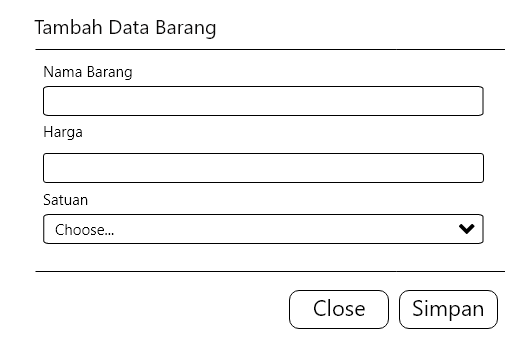 Tambah Data Barang
Nama Barang
Harga
Satuan
Choose...
Close Simpan